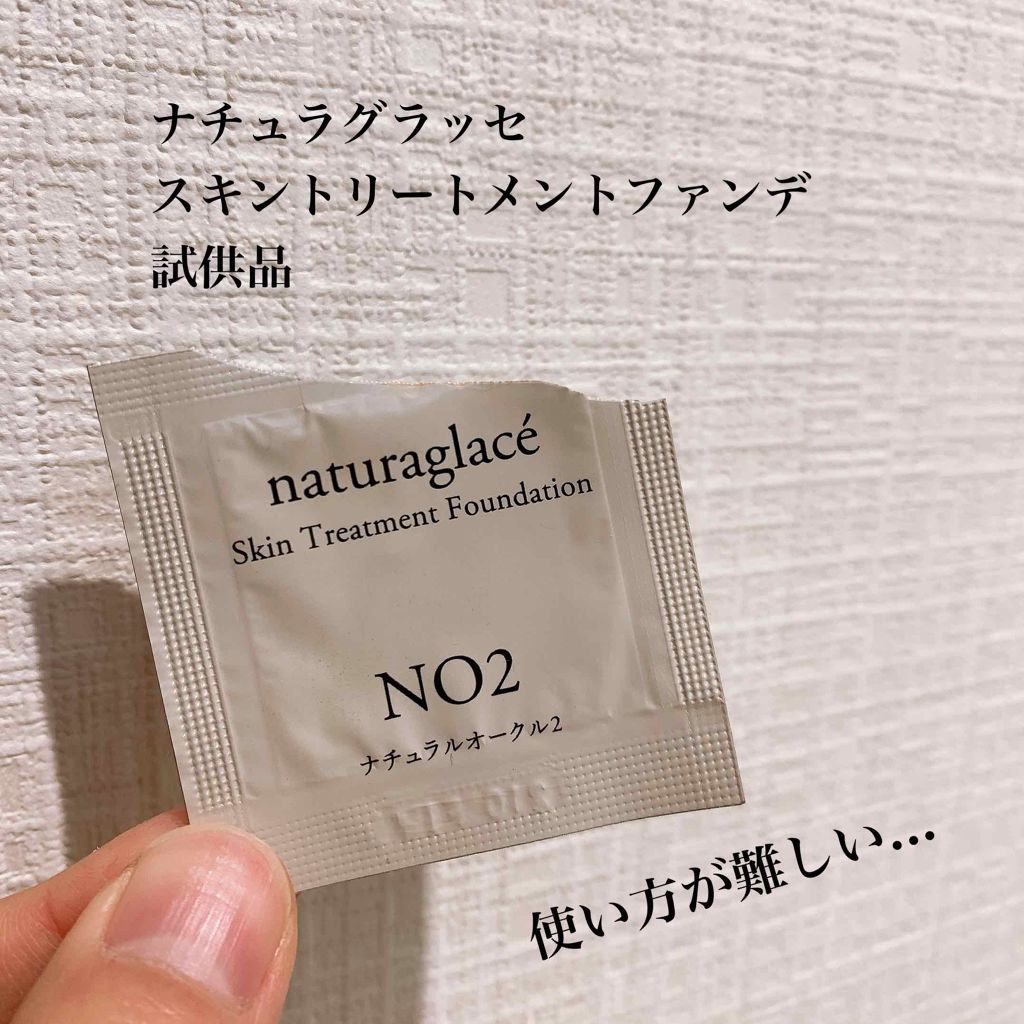 ナチュラグラッセ
スキントリートメントファンデ
試供品
naturaglacé
Skin Treatment Foundation
NO2
ナチュラルオークル2
使い方が難しい…